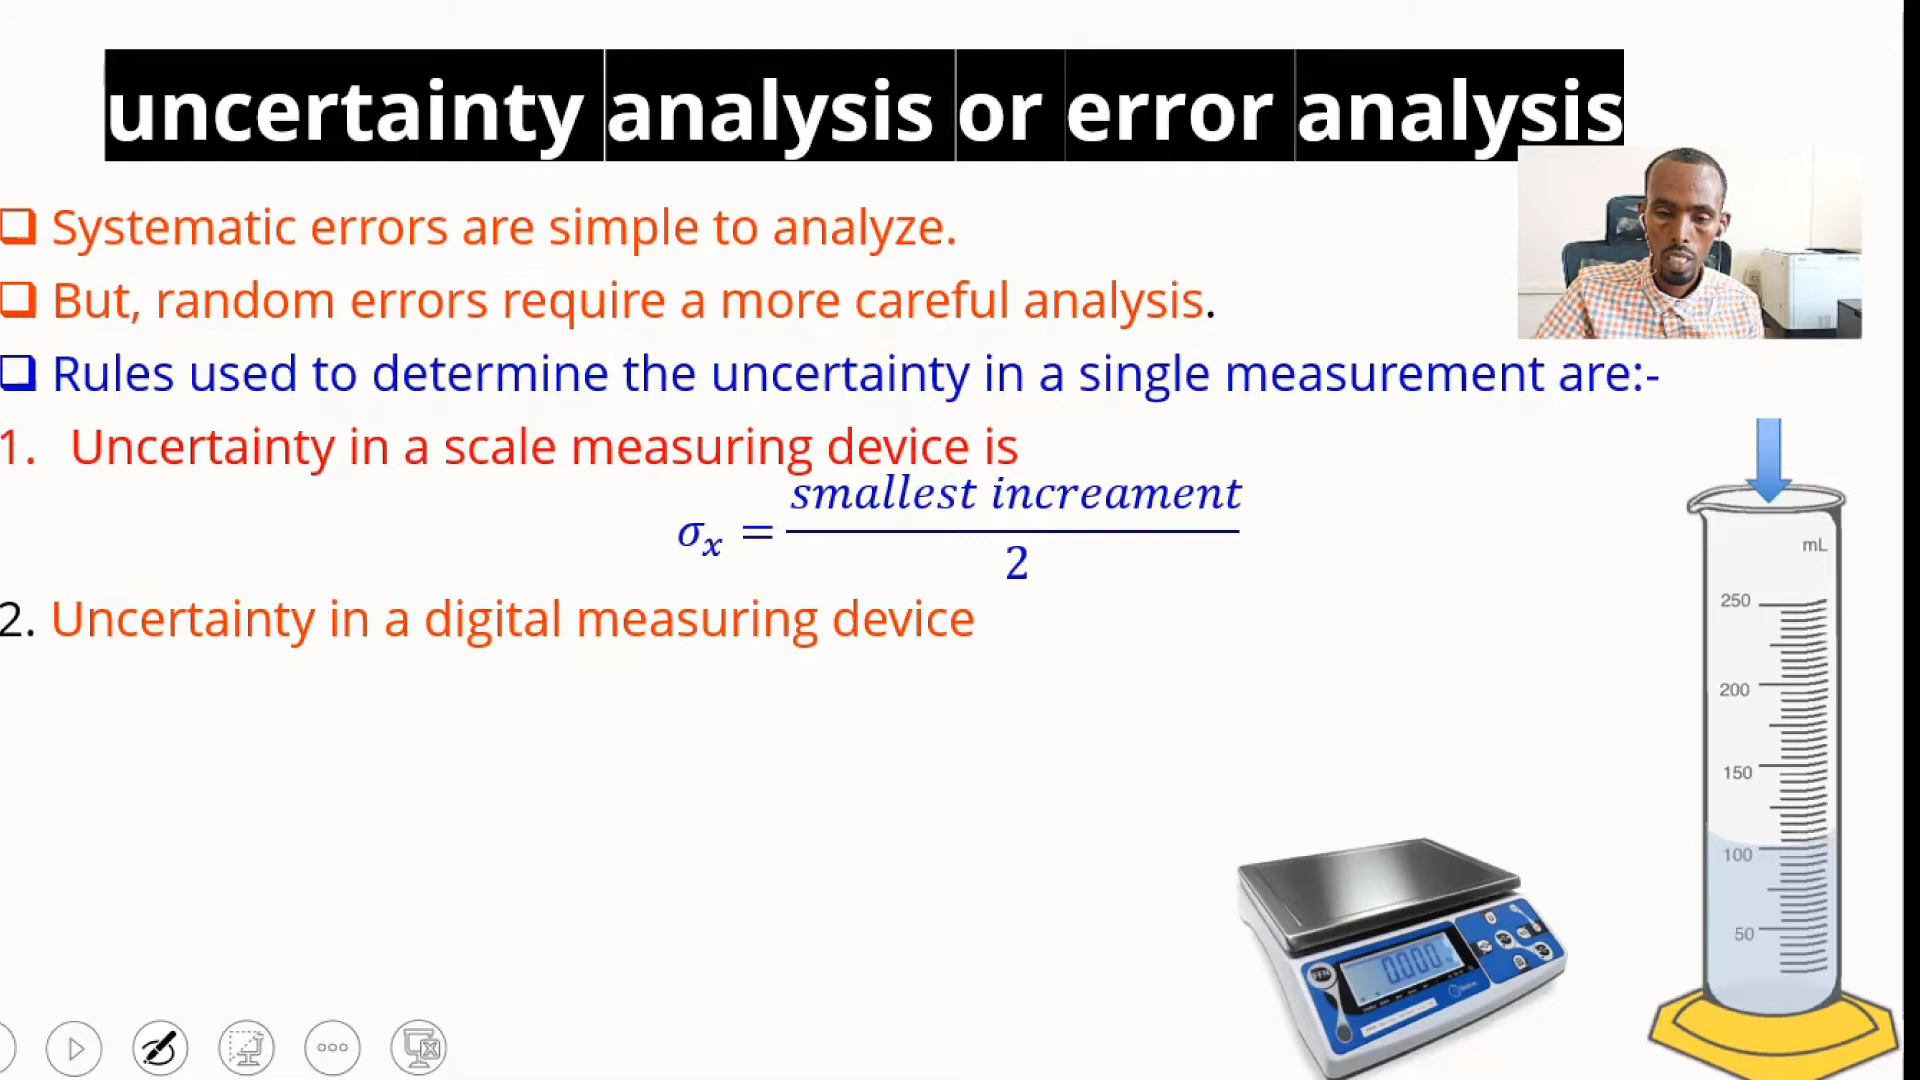 uncertainty analysis or error analysis
Systematic errors are simple to analyze.
But, random errors require a more careful analysis.
Rules used to determine the uncertainty in a single measurement are:-
1. Uncertainty in a scale measuring device is
σₓ = smallest increament / 2
2. Uncertainty in a digital measuring device
mL
250
200
150
100
50
0.000